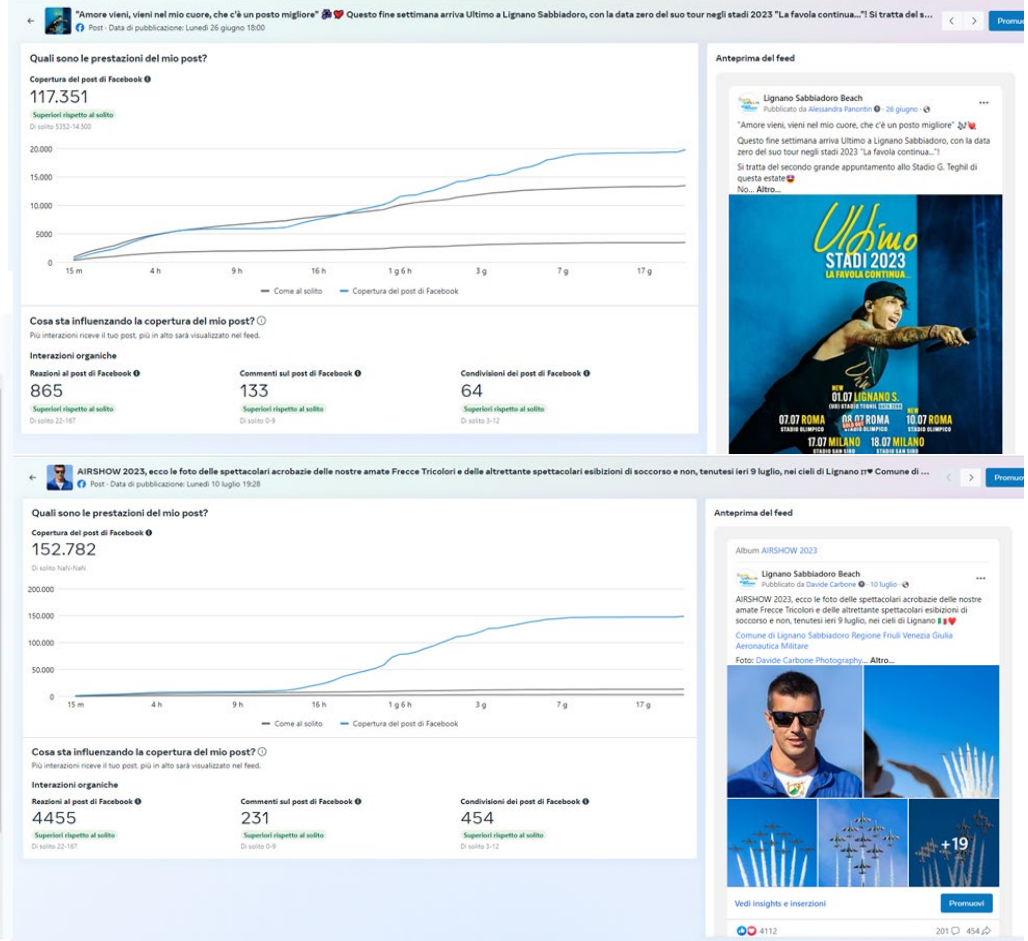 "Amore vieni, vieni nel mio cuore, che c'è un posto migliore" 🎶❤️ Questo fine settimana arriva Ultimo a Lignano Sabbiadoro, con la data zero del suo tour negli stadi 2023 "La favola continua..."! Si tratta del s...
Post · Data di pubblicazione: Lunedì 26 giugno 18:00
Promuo
Quali sono le prestazioni del mio post?
Copertura del post di Facebook
117.351
Superiori rispetto al solito
Di solito 5352-14.500
20.000
15.000
10.000
5000
0
15 m 4 h 9 h 16 h 1 g 6 h 3 g 7 g 17 g
Come al solito Copertura del post di Facebook
Cosa sta influenzando la copertura del mio post?
Più interazioni riceve il tuo post, più in alto sarà visualizzato nel feed.
Interazioni organiche
Reazioni al post di Facebook Commenti sul post di Facebook Condivisioni dei post di Facebook
865 133 64
Superiori rispetto al solito Superiori rispetto al solito Superiori rispetto al solito
Di solito 22-167 Di solito 0-9 Di solito 3-12
Anteprima del feed
Lignano Sabbiadoro Beach
Pubblicato da Alessandra Panontin · 26 giugno ·
"Amore vieni, vieni nel mio cuore, che c'è un posto migliore" 🎶💘
Questo fine settimana arriva Ultimo a Lignano Sabbiadoro, con la data
zero del suo tour negli stadi 2023 "La favola continua..."!
Si tratta del secondo grande appuntamento allo Stadio G. Teghil di
questa estate🤩
No... Altro...
Ultimo
STADI 2023
LA FAVOLA CONTINUA...
NEW
01.07 LIGNANO S.
(UD) STADIO TEGHIL DATA ZERO
NEW
07.07 ROMA 08.07 ROMA 10.07 ROMA
SOLD OUT
STADIO OLIMPICO STADIO OLIMPICO STADIO OLIMPICO
17.07 MILANO 18.07 MILANO
STADIO SAN SIRO STADIO SAN SIRO
AIRSHOW 2023, ecco le foto delle spettacolari acrobazie delle nostre amate Frecce Tricolori e delle altrettante spettacolari esibizioni di soccorso e non, tenutesi ieri 9 luglio, nei cieli di Lignano IT♥ Comune di ...
Post · Data di pubblicazione: Lunedì 10 luglio 19:28
Promuov
Quali sono le prestazioni del mio post?
Copertura del post di Facebook
152.782
Di solito NaN-NaN
200.000
150.000
100.000
50.000
0
15 m 4 h 9 h 16 h 1 g 6 h 3 g 7 g 17 g
Come al solito Copertura del post di Facebook
Cosa sta influenzando la copertura del mio post?
Più interazioni riceve il tuo post, più in alto sarà visualizzato nel feed.
Interazioni organiche
Reazioni al post di Facebook Commenti sul post di Facebook Condivisioni dei post di Facebook
4455 231 454
Superiori rispetto al solito Superiori rispetto al solito Superiori rispetto al solito
Di solito 22-167 Di solito 0-9 Di solito 3-12
Anteprima del feed
Album AIRSHOW 2023
Lignano Sabbiadoro Beach
Pubblicato da Davide Carbone · 10 luglio ·
AIRSHOW 2023, ecco le foto delle spettacolari acrobazie delle nostre
amate Frecce Tricolori e delle altrettante spettacolari esibizioni di
soccorso e non, tenutesi ieri 9 luglio, nei cieli di Lignano 🇮🇹❤️
Comune di Lignano Sabbiadoro Regione Friuli Venezia Giulia
Aeronautica Militare
Foto: Davide Carbone Photography... Altro...
+19
Vedi insights e inserzioni
Promuovi
4112 201 454